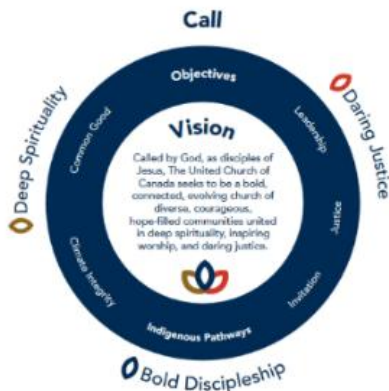 Call
Deep Spirituality
Daring Justice
Bold Discipleship
Objectives
Leadership
Justice
Invitation
Indigenous Pathways
Climate Integrity
Common Good
Vision
Called by God, as disciples of
Jesus, The United Church of
Canada seeks to be a bold,
connected, evolving church of
diverse, courageous,
hope-filled communities united
in deep spirituality, inspiring
worship, and daring justice.